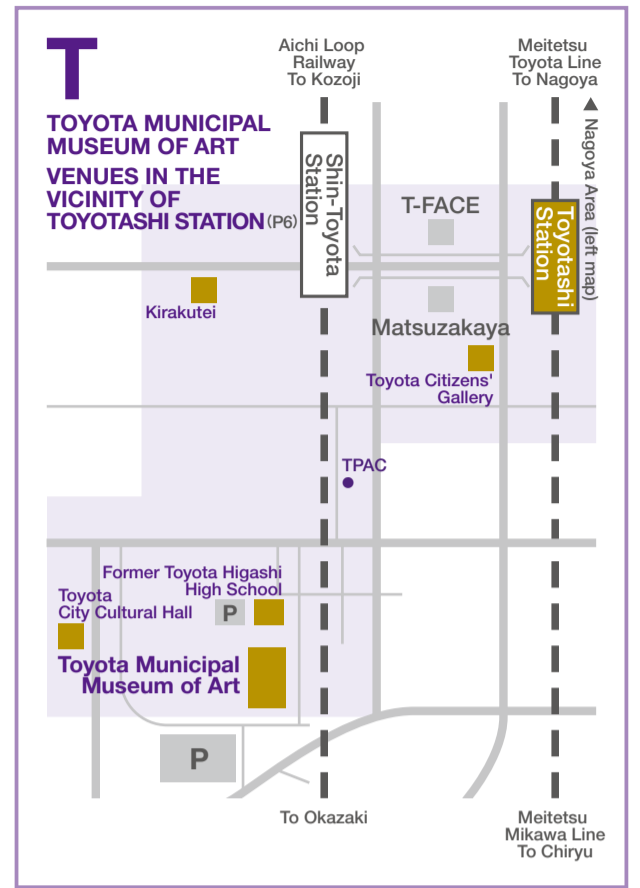 T
TOYOTA MUNICIPAL
MUSEUM OF ART
VENUES IN THE
VICINITY OF
TOYOTASHI STATION (P6)
Aichi Loop
Railway
To Kozoji
Meitetsu
Toyota Line
To Nagoya
▲ Nagoya Area (left map)
Shin-Toyota
Station
T-FACE
Toyotashi
Station
Kirakutei
Matsuzakaya
Toyota Citizens'
Gallery
TPAC
Former Toyota Higashi
High School
P
Toyota
City Cultural Hall
Toyota Municipal
Museum of Art
P
To Okazaki
Meitetsu
Mikawa Line
To Chiryu